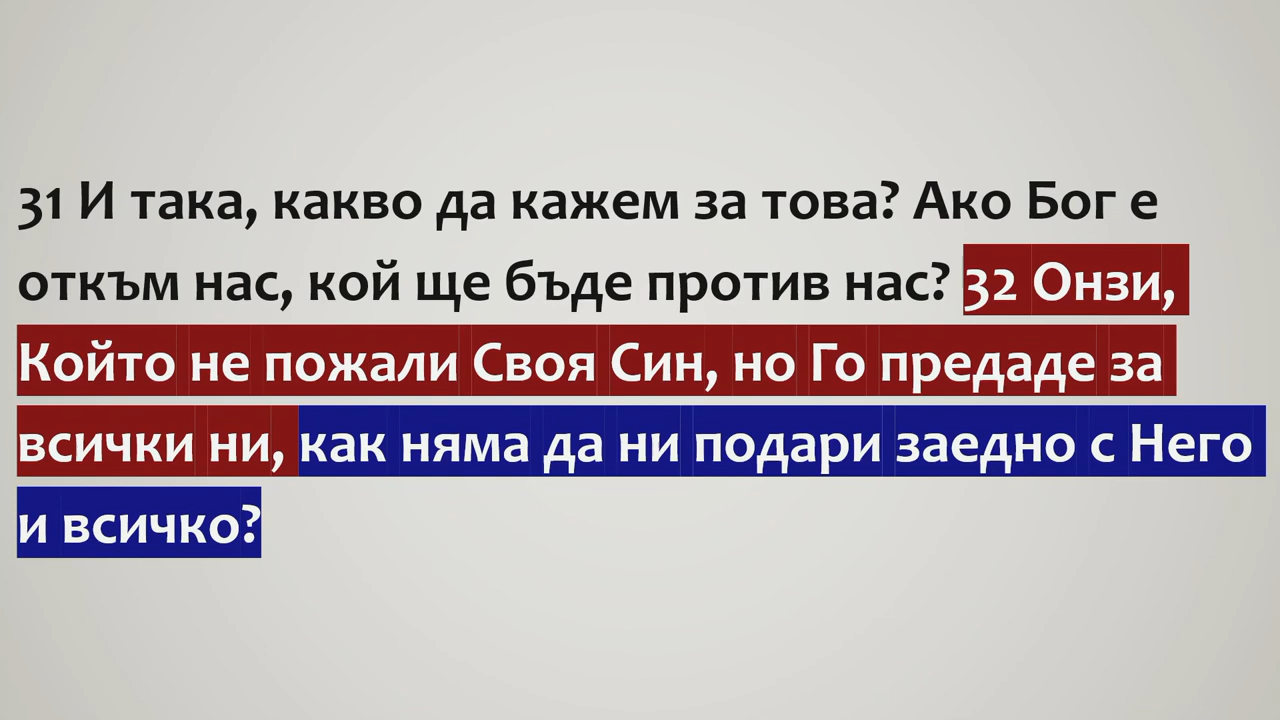 31 И така, какво да кажем за това? Ако Бог е
откъм нас, кой ще бъде против нас? 32 Онзи,
Който не пожали Своя Син, но Го предаде за
всички ни, как няма да ни подари заедно с Него
и всичко?